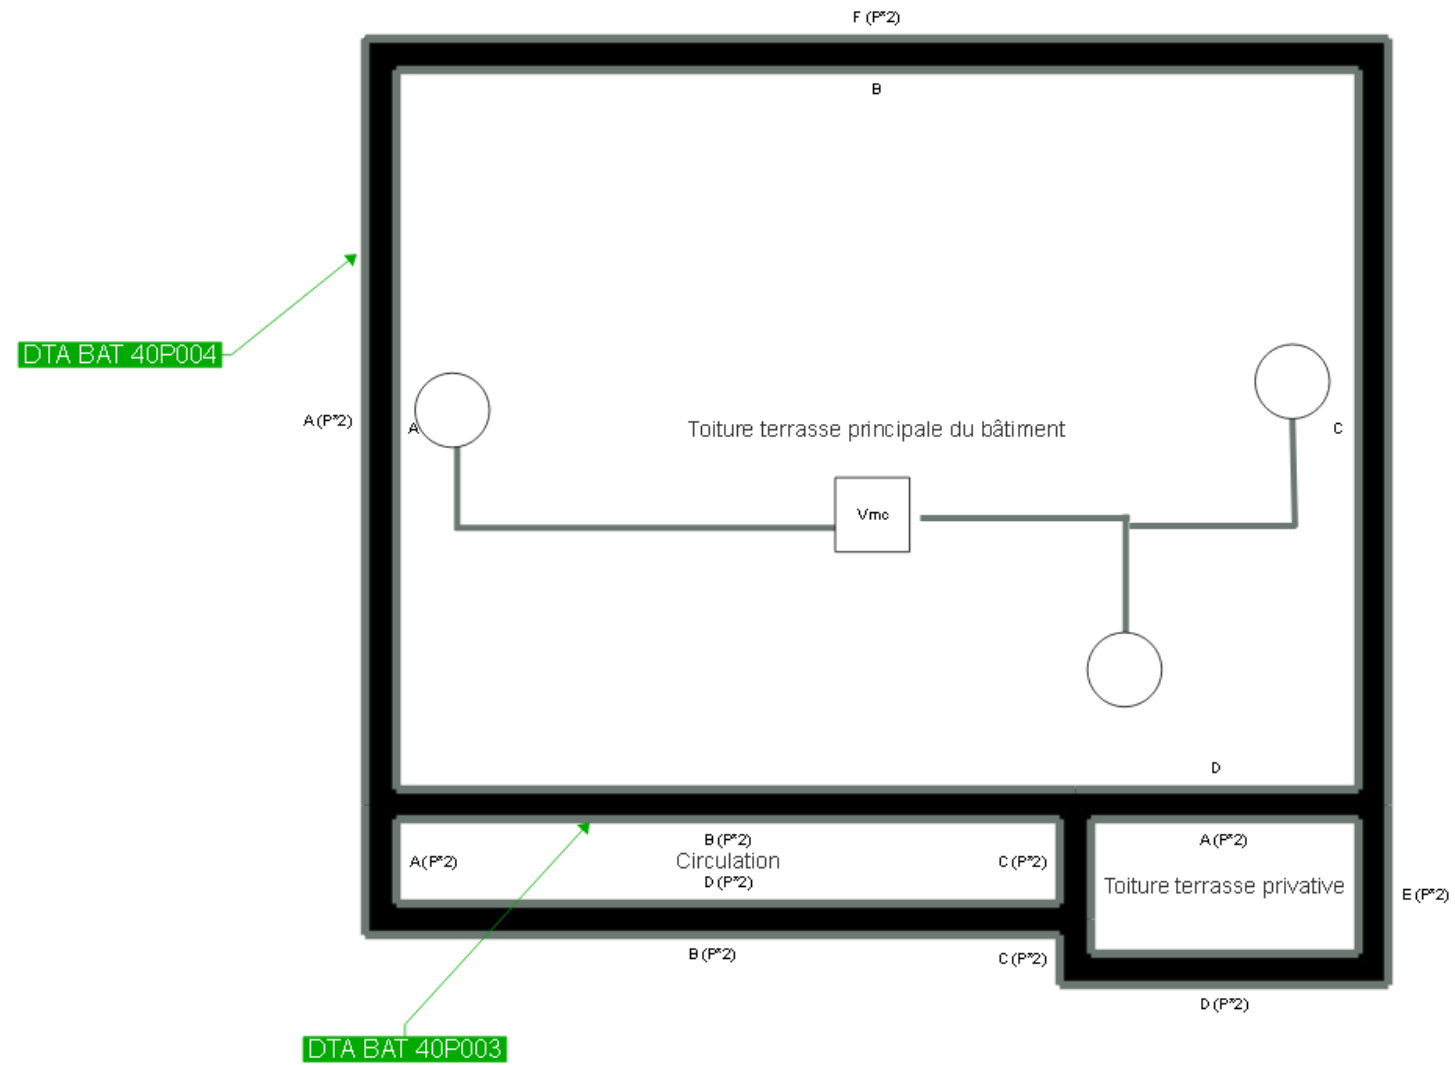 F (P*2)
B
DTA BAT 40P004
A (P*2)
A
Toiture terrasse principale du bâtiment
C
Vmc
D
B (P*2)
A (P*2)
A(P*2)
Circulation
C (P*2)
D (P*2)
Toiture terrasse privative
E (P*2)
B (P*2)
C (P*2)
D (P*2)
DTA BAT 40P003